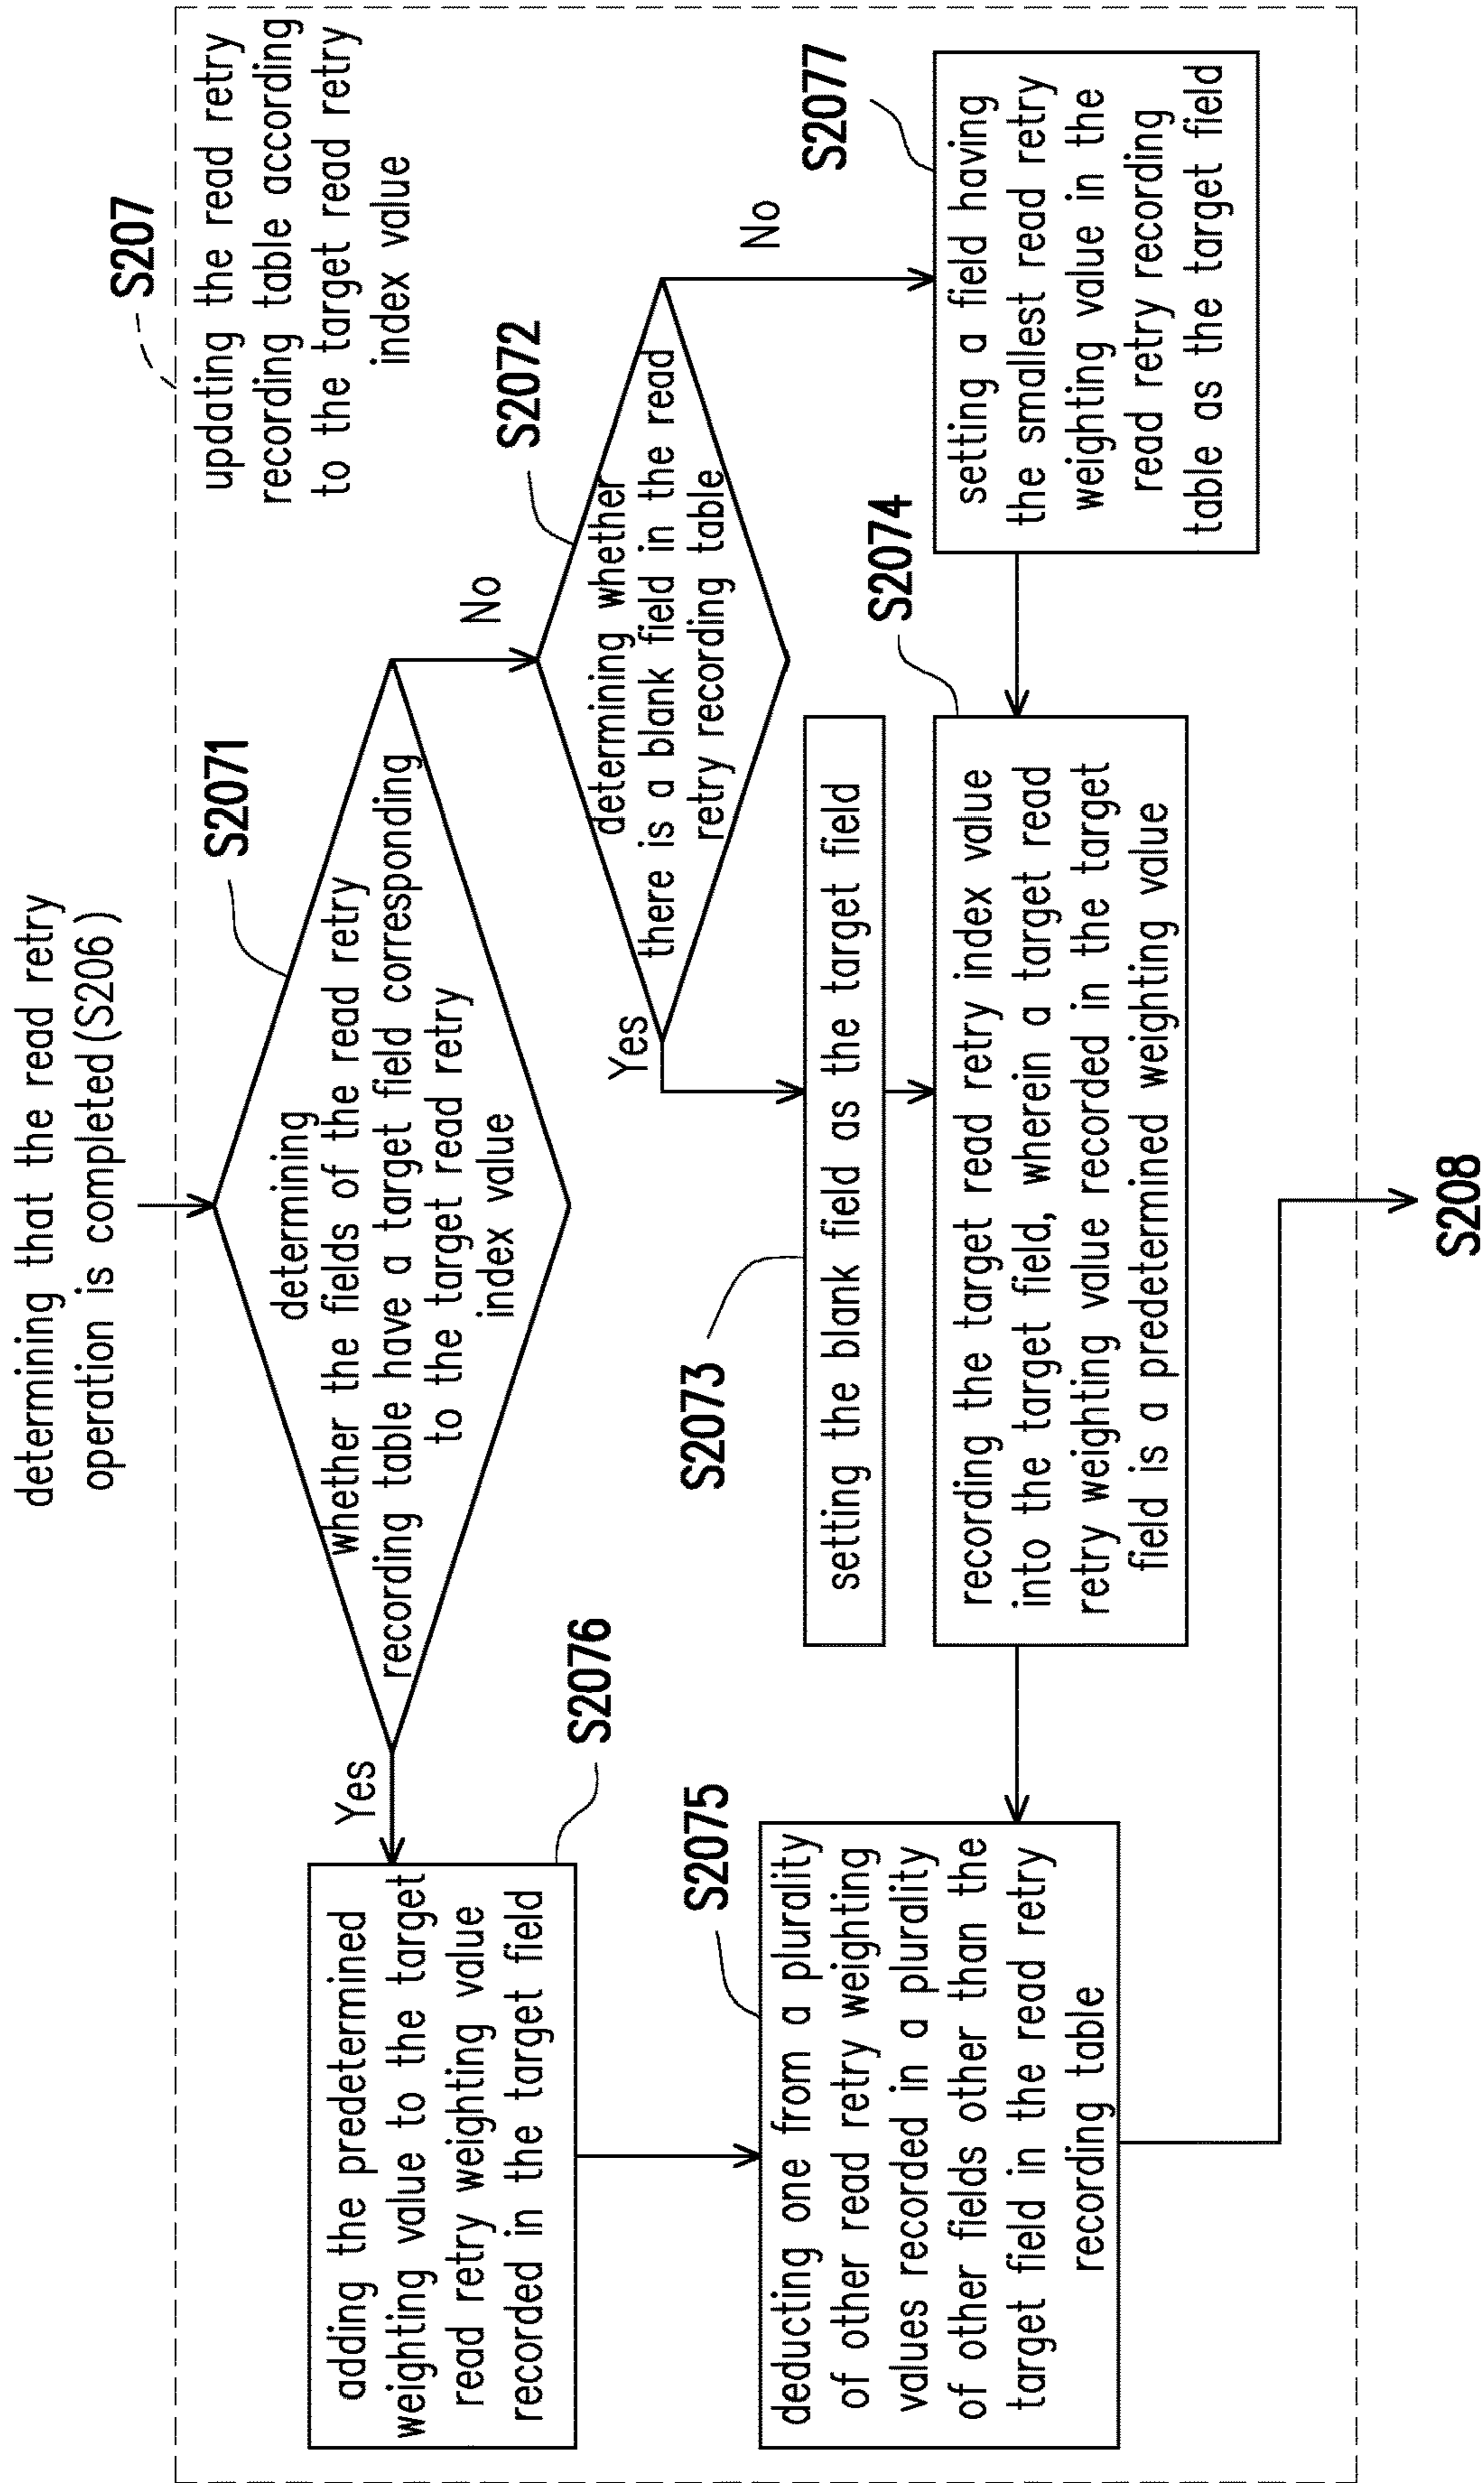 determining that the read retry
operation is completed(S206)
S207
updating the read retry
recording table according
to the target read retry
index value
S2071
determining
whether the fields of the read retry
recording table have a target field corresponding
to the target read retry
index value
Yes
No
S2076
adding the predetermined
weighting value to the target
read retry weighting value
recorded in the target field
S2072
determining whether
there is a blank field in the read
retry recording table
Yes
No
S2073
setting the blank field as the target field
S2077
setting a field having
the smallest read retry
weighting value in the
read retry recording
table as the target field
S2074
recording the target read retry index value
into the target field, wherein a target read
retry weighting value recorded in the target
field is a predetermined weighting value
S2075
deducting one from a plurality
of other read retry weighting
values recorded in a plurality
of other fields other than the
target field in the read retry
recording table
S208